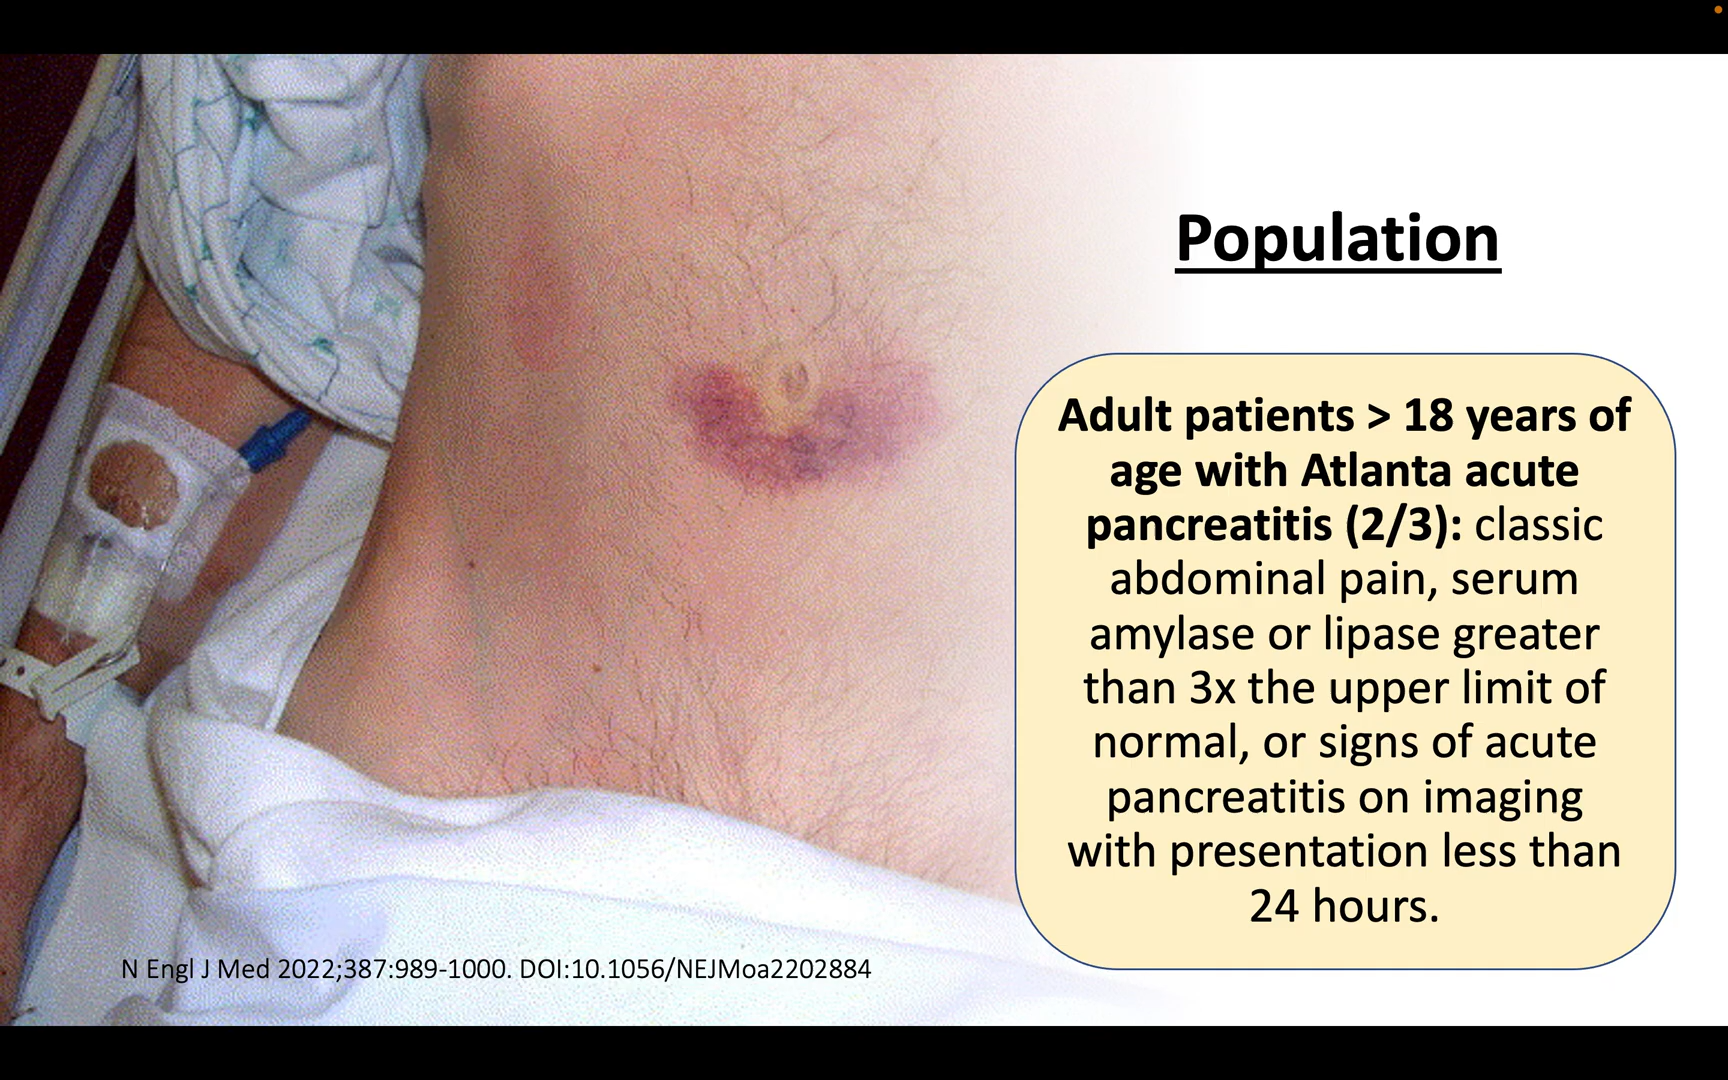 Population
Adult patients > 18 years of
age with Atlanta acute
pancreatitis (2/3): classic
abdominal pain, serum
amylase or lipase greater
than 3x the upper limit of
normal, or signs of acute
pancreatitis on imaging
with presentation less than
24 hours.
N Engl J Med 2022;387:989-1000. DOI:10.1056/NEJMoa2202884